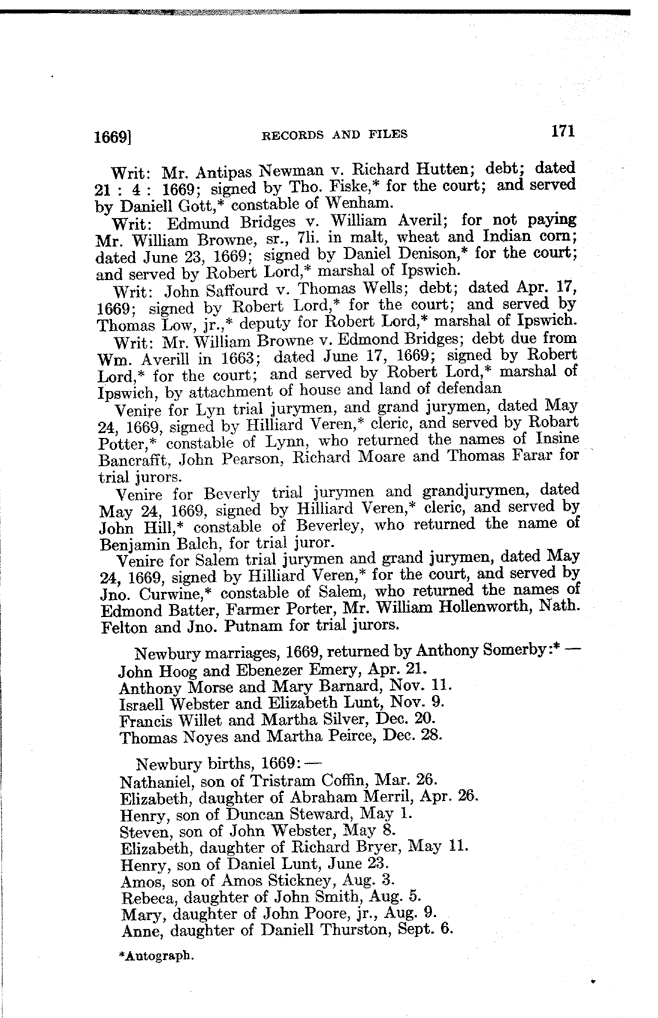 1669] RECORDS AND FILES 171
Writ: Mr. Antipas Newman v. Richard Hutten; debt; dated
21 : 4 : 1669; signed by Tho. Fiske,* for the court; and served
by Daniell Gott,* constable of Wenham.
Writ: Edmund Bridges v. William Averil; for not paying
Mr. William Browne, sr., 7li. in malt, wheat and Indian corn;
dated June 23, 1669; signed by Daniel Denison,* for the court;
and served by Robert Lord,* marshal of Ipswich.
Writ: John Saffourd v. Thomas Wells; debt; dated Apr. 17,
1669; signed by Robert Lord,* for the court; and served by
Thomas Low, jr.,* deputy for Robert Lord,* marshal of Ipswich.
Writ: Mr. William Browne v. Edmond Bridges; debt due from
Wm. Averill in 1663; dated June 17, 1669; signed by Robert
Lord,* for the court; and served by Robert Lord,* marshal of
Ipswich, by attachment of house and land of defendan
Venire for Lyn trial jurymen, and grand jurymen, dated May
24, 1669, signed by Hilliard Veren,* cleric, and served by Robart
Potter,* constable of Lynn, who returned the names of Insine
Bancrafft, John Pearson, Richard Moare and Thomas Farar for
trial jurors.
Venire for Beverly trial jurymen and grandjurymen, dated
May 24, 1669, signed by Hilliard Veren,* cleric, and served by
John Hill,* constable of Beverley, who returned the name of
Benjamin Balch, for trial juror.
Venire for Salem trial jurymen and grand jurymen, dated May
24, 1669, signed by Hilliard Veren,* for the court, and served by
Jno. Curwine,* constable of Salem, who returned the names of
Edmond Batter, Farmer Porter, Mr. William Hollenworth, Nath.
Felton and Jno. Putnam for trial jurors.
Newbury marriages, 1669, returned by Anthony Somerby:* —
John Hoog and Ebenezer Emery, Apr. 21.
Anthony Morse and Mary Barnard, Nov. 11.
Israell Webster and Elizabeth Lunt, Nov. 9.
Francis Willet and Martha Silver, Dec. 20.
Thomas Noyes and Martha Peirce, Dec. 28.
Newbury births, 1669: —
Nathaniel, son of Tristram Coffin, Mar. 26.
Elizabeth, daughter of Abraham Merril, Apr. 26.
Henry, son of Duncan Steward, May 1.
Steven, son of John Webster, May 8.
Elizabeth, daughter of Richard Bryer, May 11.
Henry, son of Daniel Lunt, June 23.
Amos, son of Amos Stickney, Aug. 3.
Rebeca, daughter of John Smith, Aug. 5.
Mary, daughter of John Poore, jr., Aug. 9.
Anne, daughter of Daniell Thurston, Sept. 6.
*Autograph.